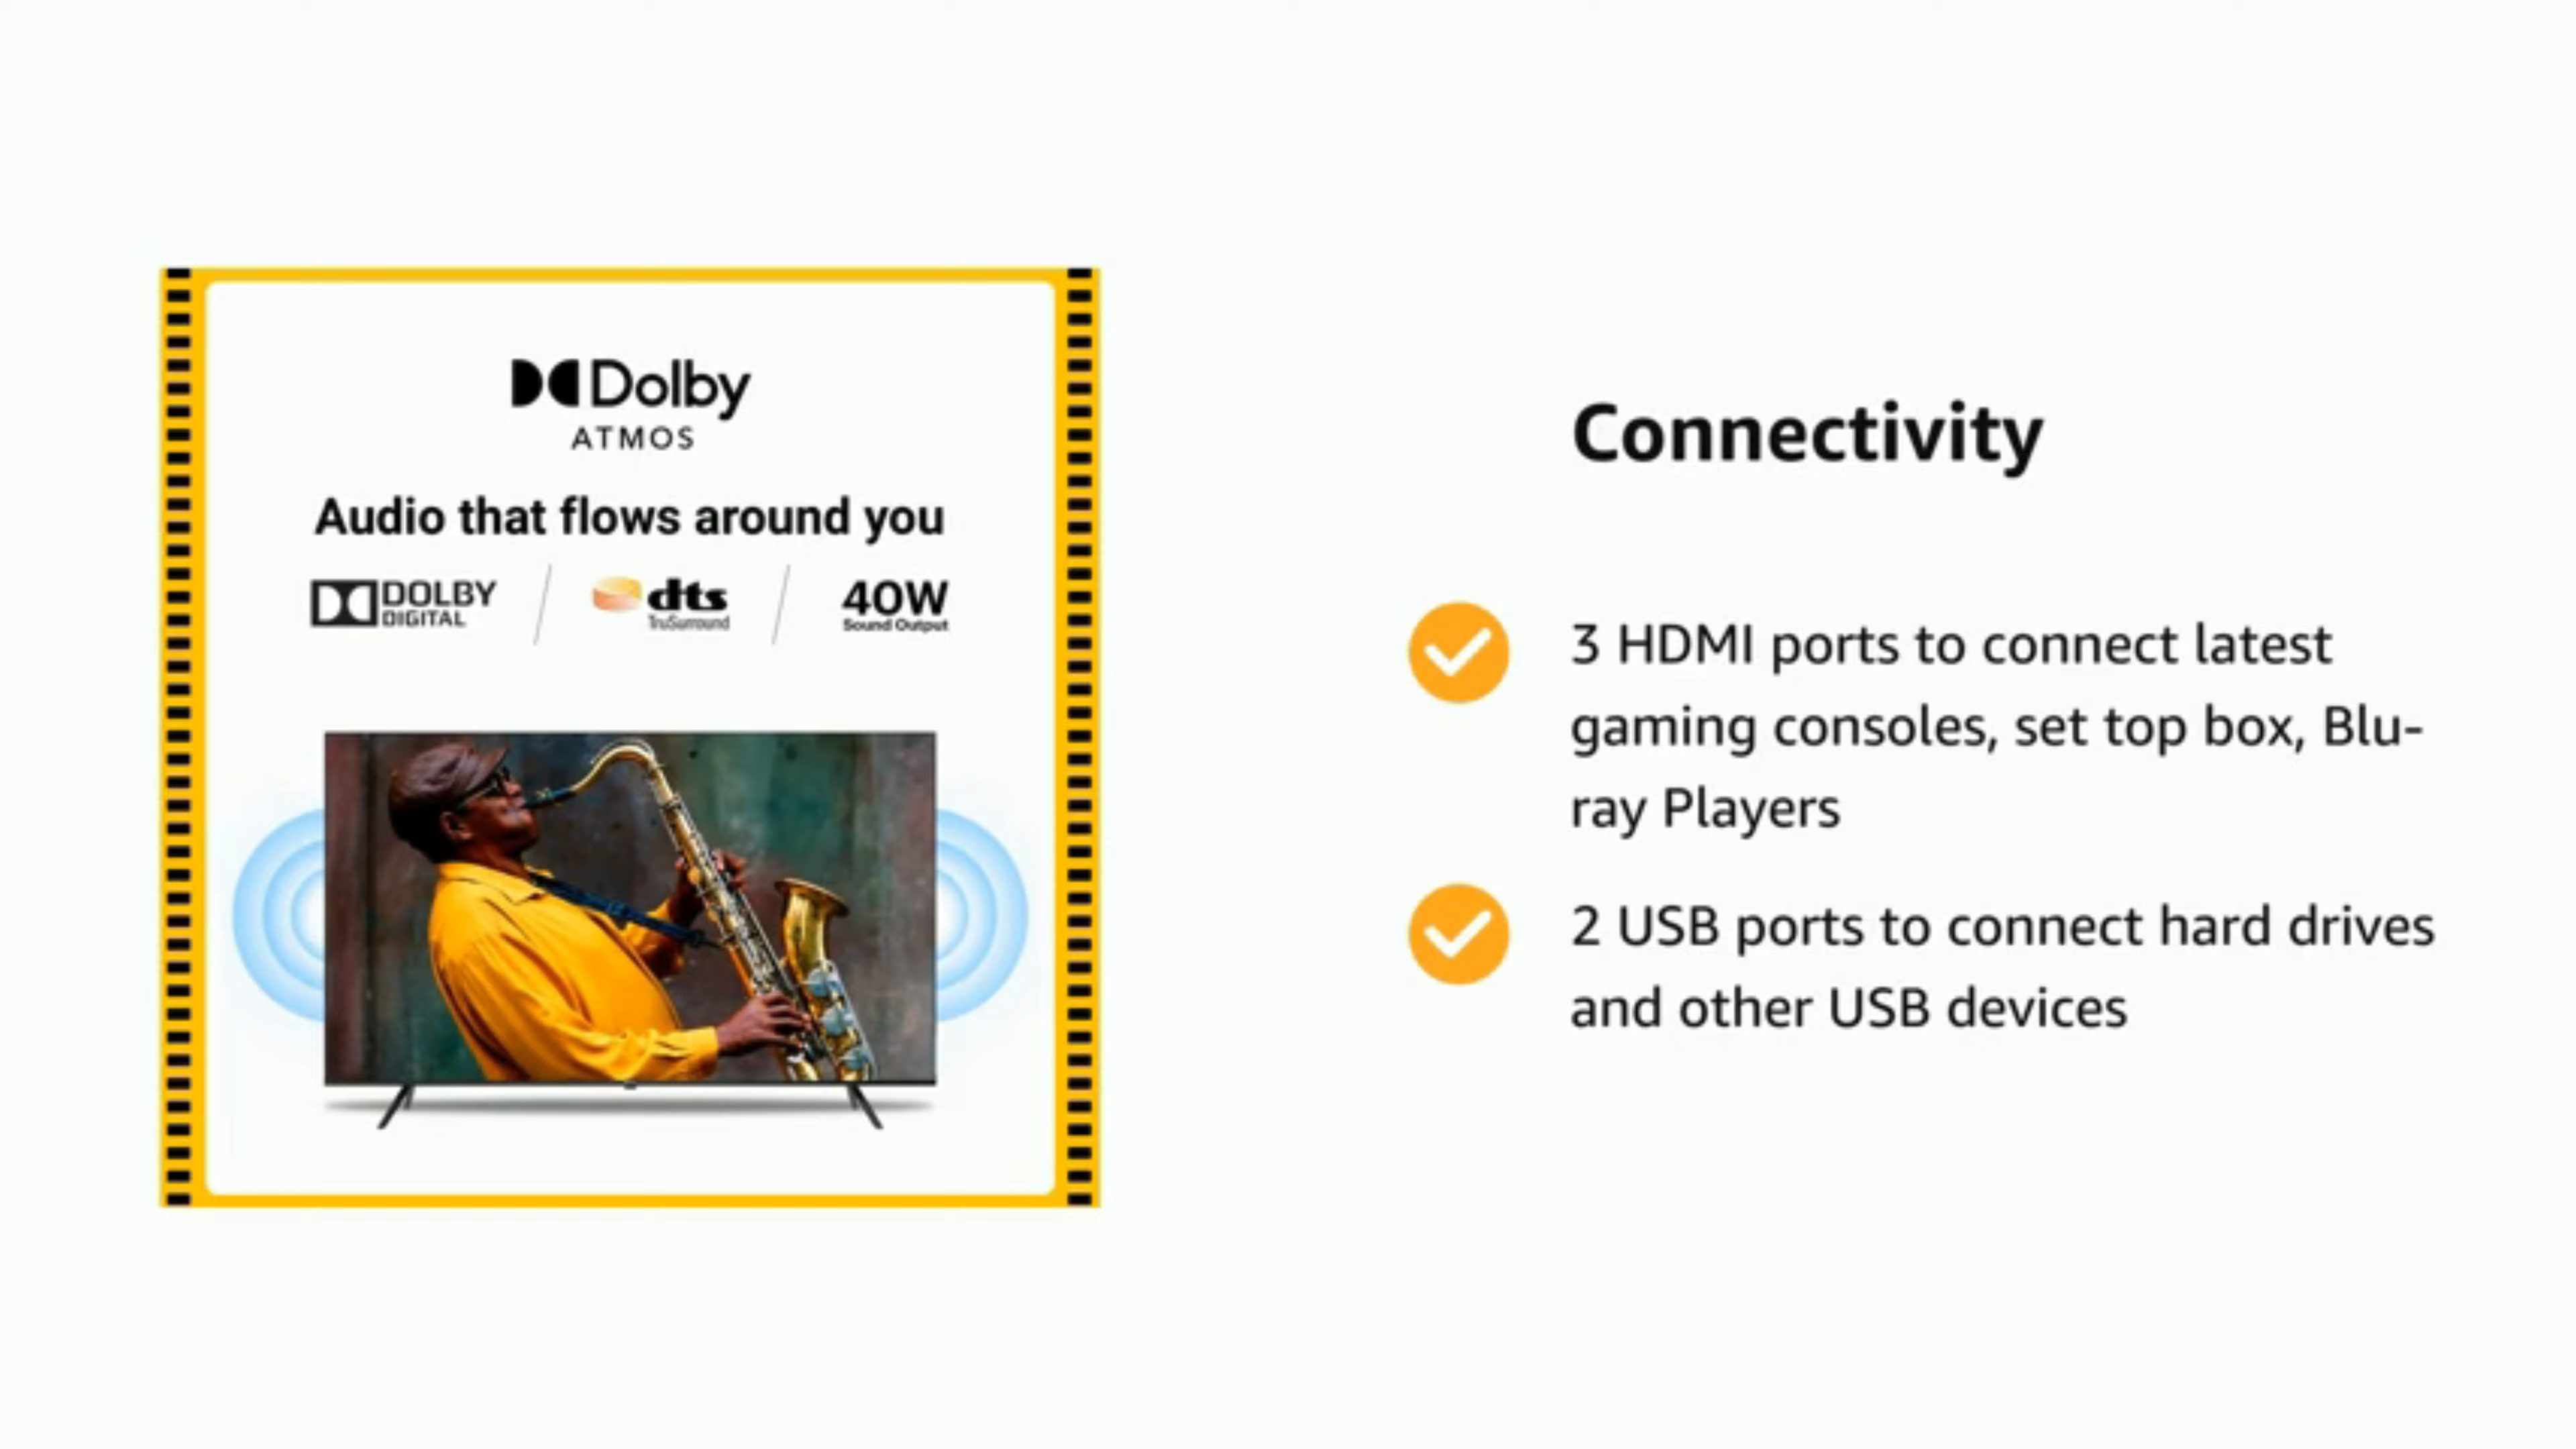 Dolby
ATMOS
Audio that flows around you
DOLBY
DIGITAL
dts
TruSurround
40W
Sound Output
Connectivity
3 HDMI ports to connect latest
gaming consoles, set top box, Blu-
ray Players
2 USB ports to connect hard drives
and other USB devices